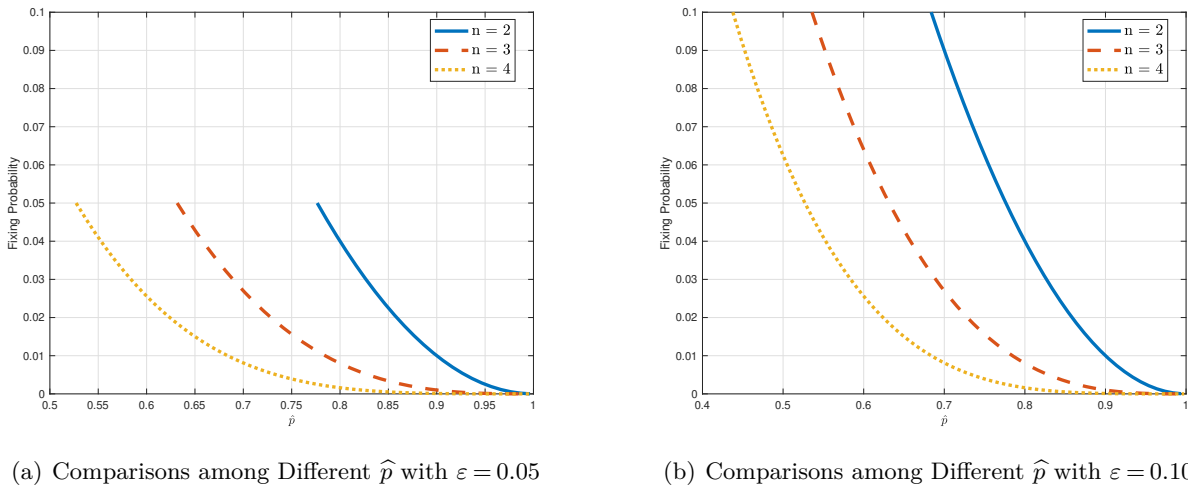 0.1
0.09
0.08
0.07
0.06
0.05
0.04
0.03
0.02
0.01
0
Fixing Probability
n = 2
n = 3
n = 4
0.5 0.55 0.6 0.65 0.7 0.75 0.8 0.85 0.9 0.95 1
p̂
(a) Comparisons among Different p̂ with ε = 0.05
0.1
0.09
0.08
0.07
0.06
0.05
0.04
0.03
0.02
0.01
0
Fixing Probability
n = 2
n = 3
n = 4
0.4 0.5 0.6 0.7 0.8 0.9 1
p̂
(b) Comparisons among Different p̂ with ε = 0.10